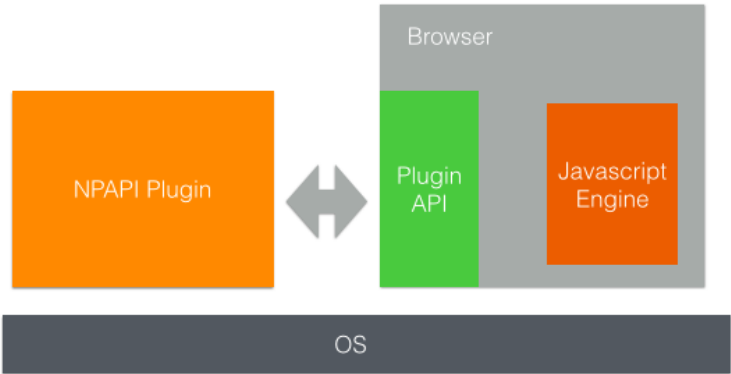 Browser
NPAPI Plugin
Plugin
API
Javascript
Engine
OS